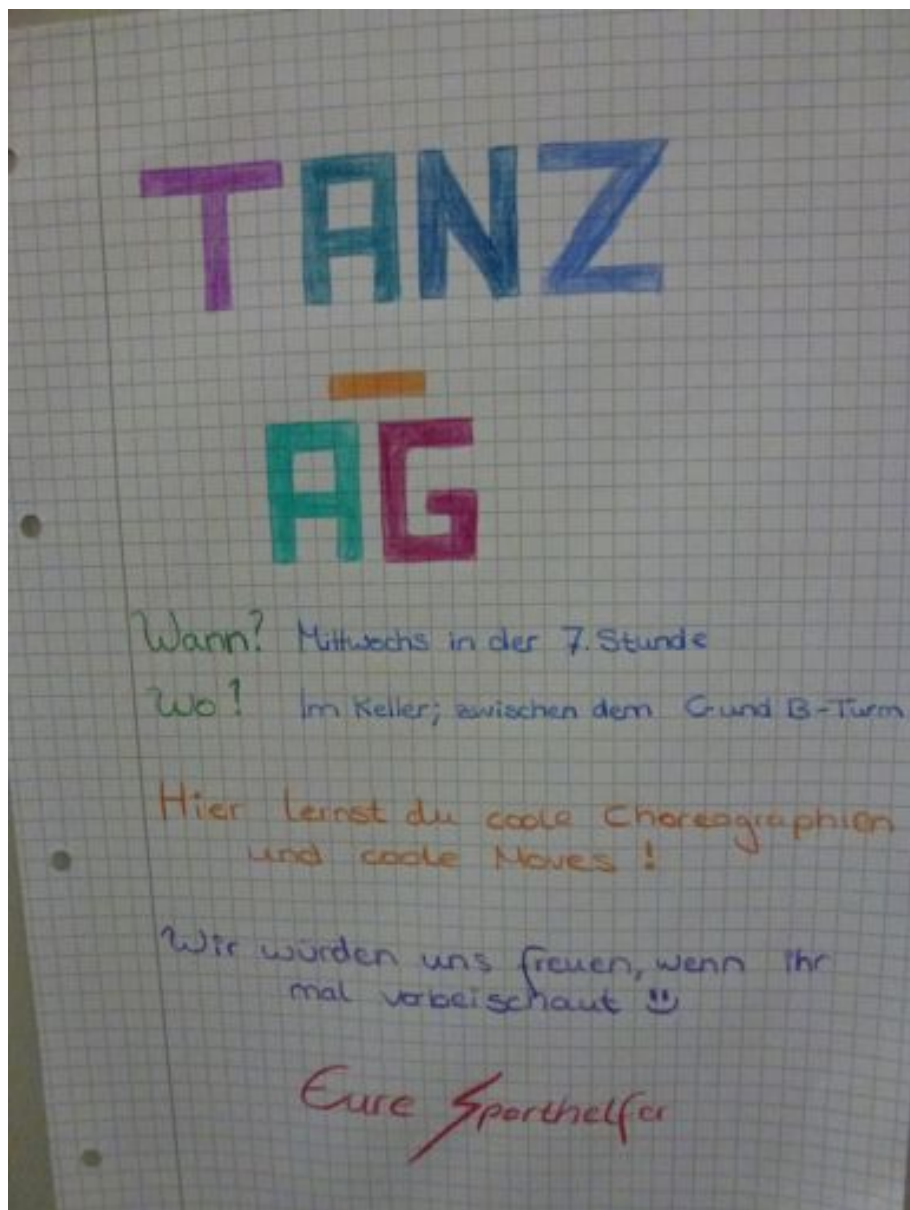 TANZ
-
AG
Wann? Mittwochs in der 7. Stunde
Wo? Im Keller; zwischen dem C und B-Turm
Hier lernst du coole Choreographien
und coole Moves!
Wir würden uns freuen, wenn ihr
mal vorbeischaut
Eure Sporthelfer